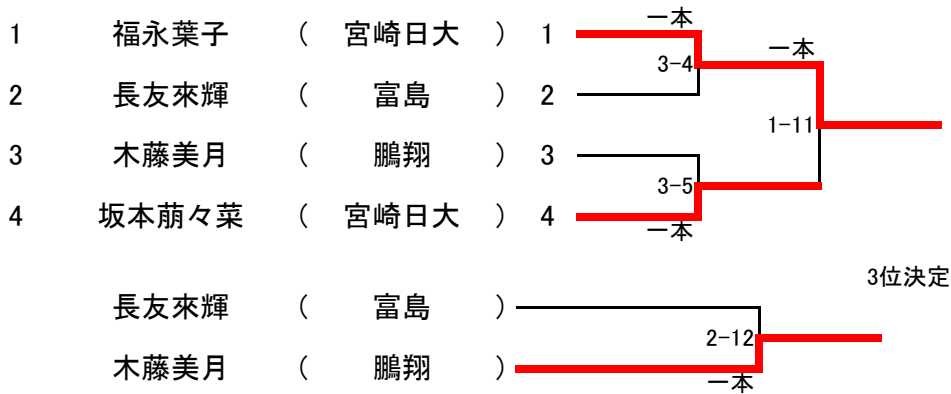 一本
1 福永葉子 ( 宮崎日大 ) 1
一本
3-4
2 長友來輝 ( 富島 ) 2
1-11
3 木藤美月 ( 鵬翔 ) 3
3-5
4 坂本萠々菜 ( 宮崎日大 ) 4
一本
3位決定
長友來輝 ( 富島 )
2-12
木藤美月 ( 鵬翔 )
一本